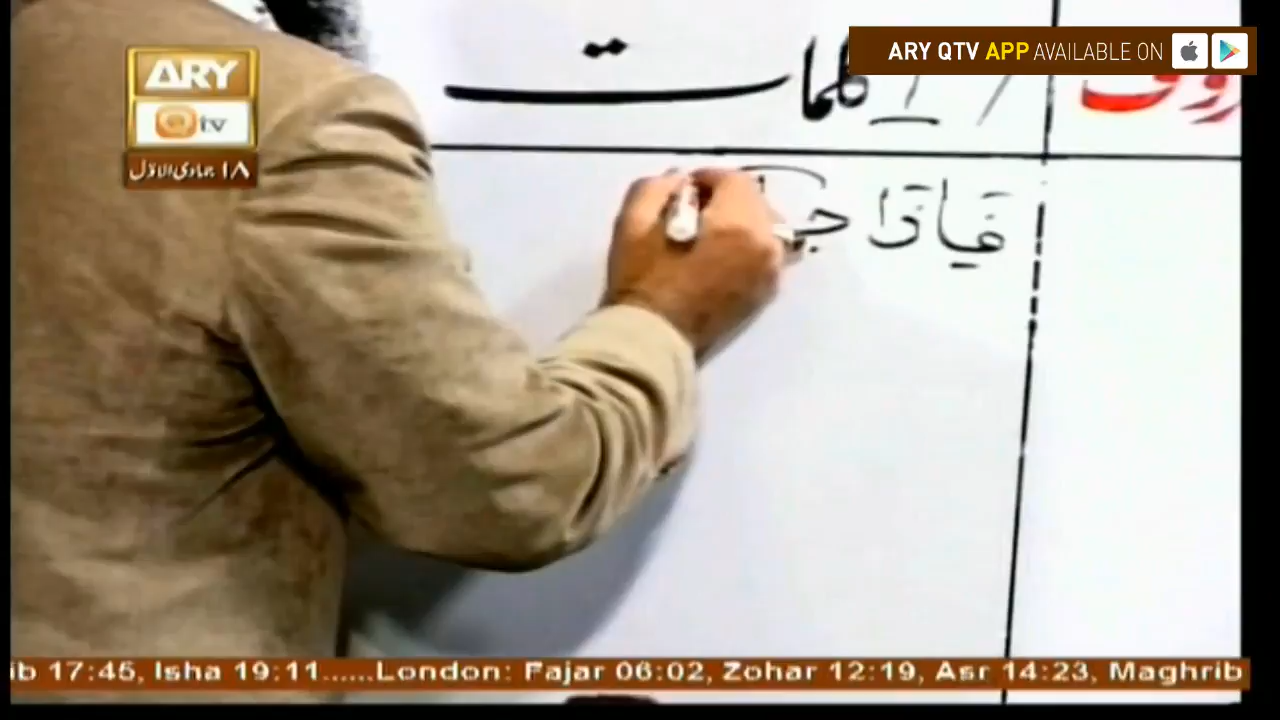 ARY QTV APP AVAILABLE ON
ARY
Q tv
۱۸ جمادی الاوّل
کلمات
فَإِذَا
ib 17:45, Isha 19:11......London: Fajar 06:02, Zohar 12:19, Asr 14:23, Maghrib